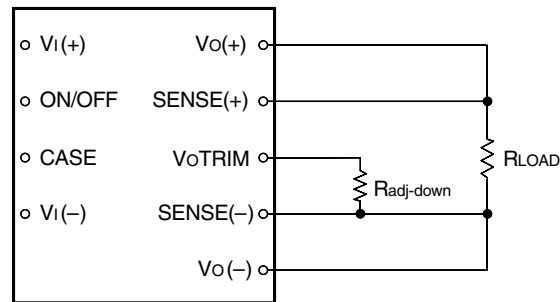 VI(+) VO(+)
ON/OFF SENSE(+)
CASE VOTRIM RLOAD
Radj-down
VI(–) SENSE(–)
VO(–)